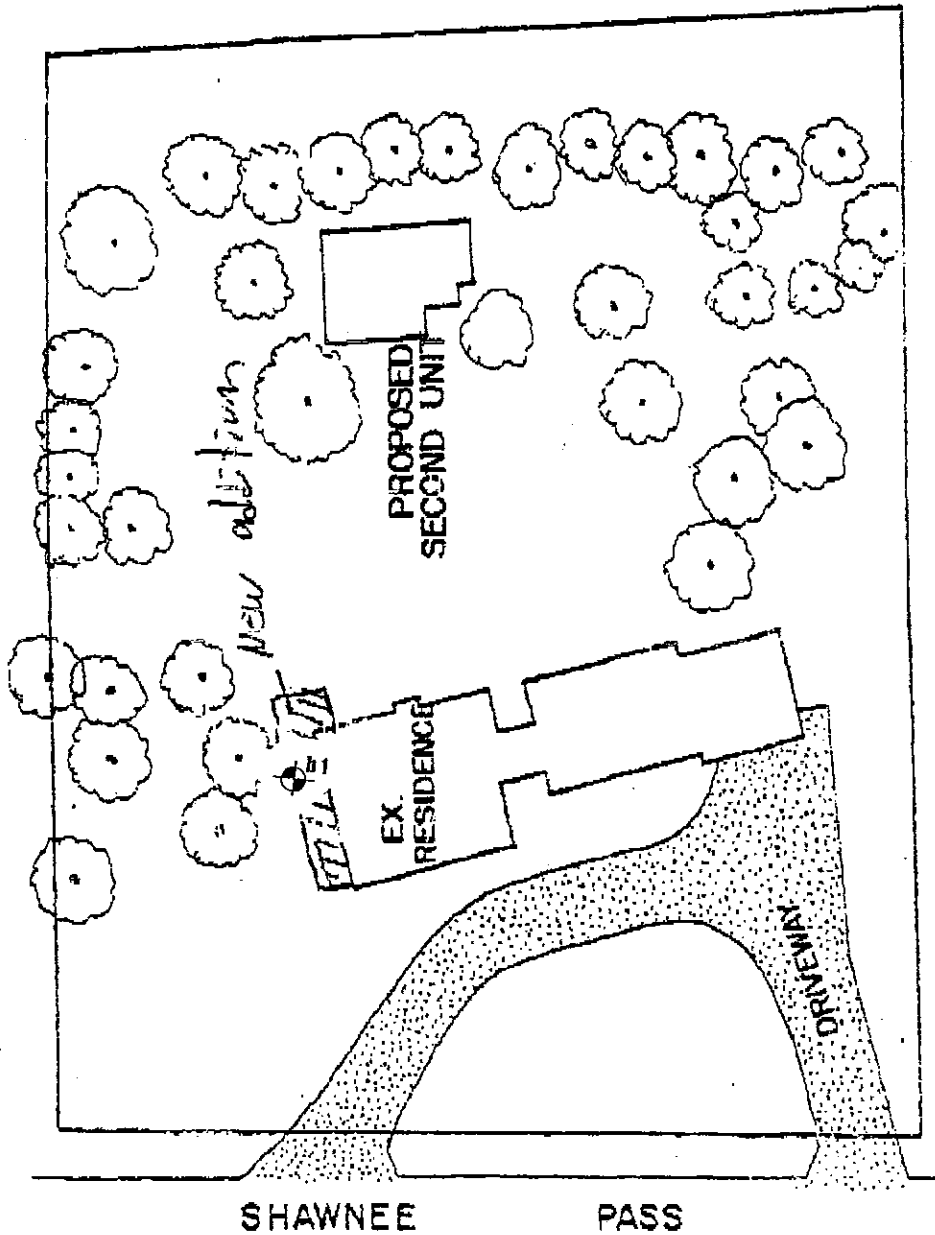 New addition
PROPOSED
SECOND UNIT
b1
EX.
RESIDENCE
DRIVEWAY
SHAWNEE PASS